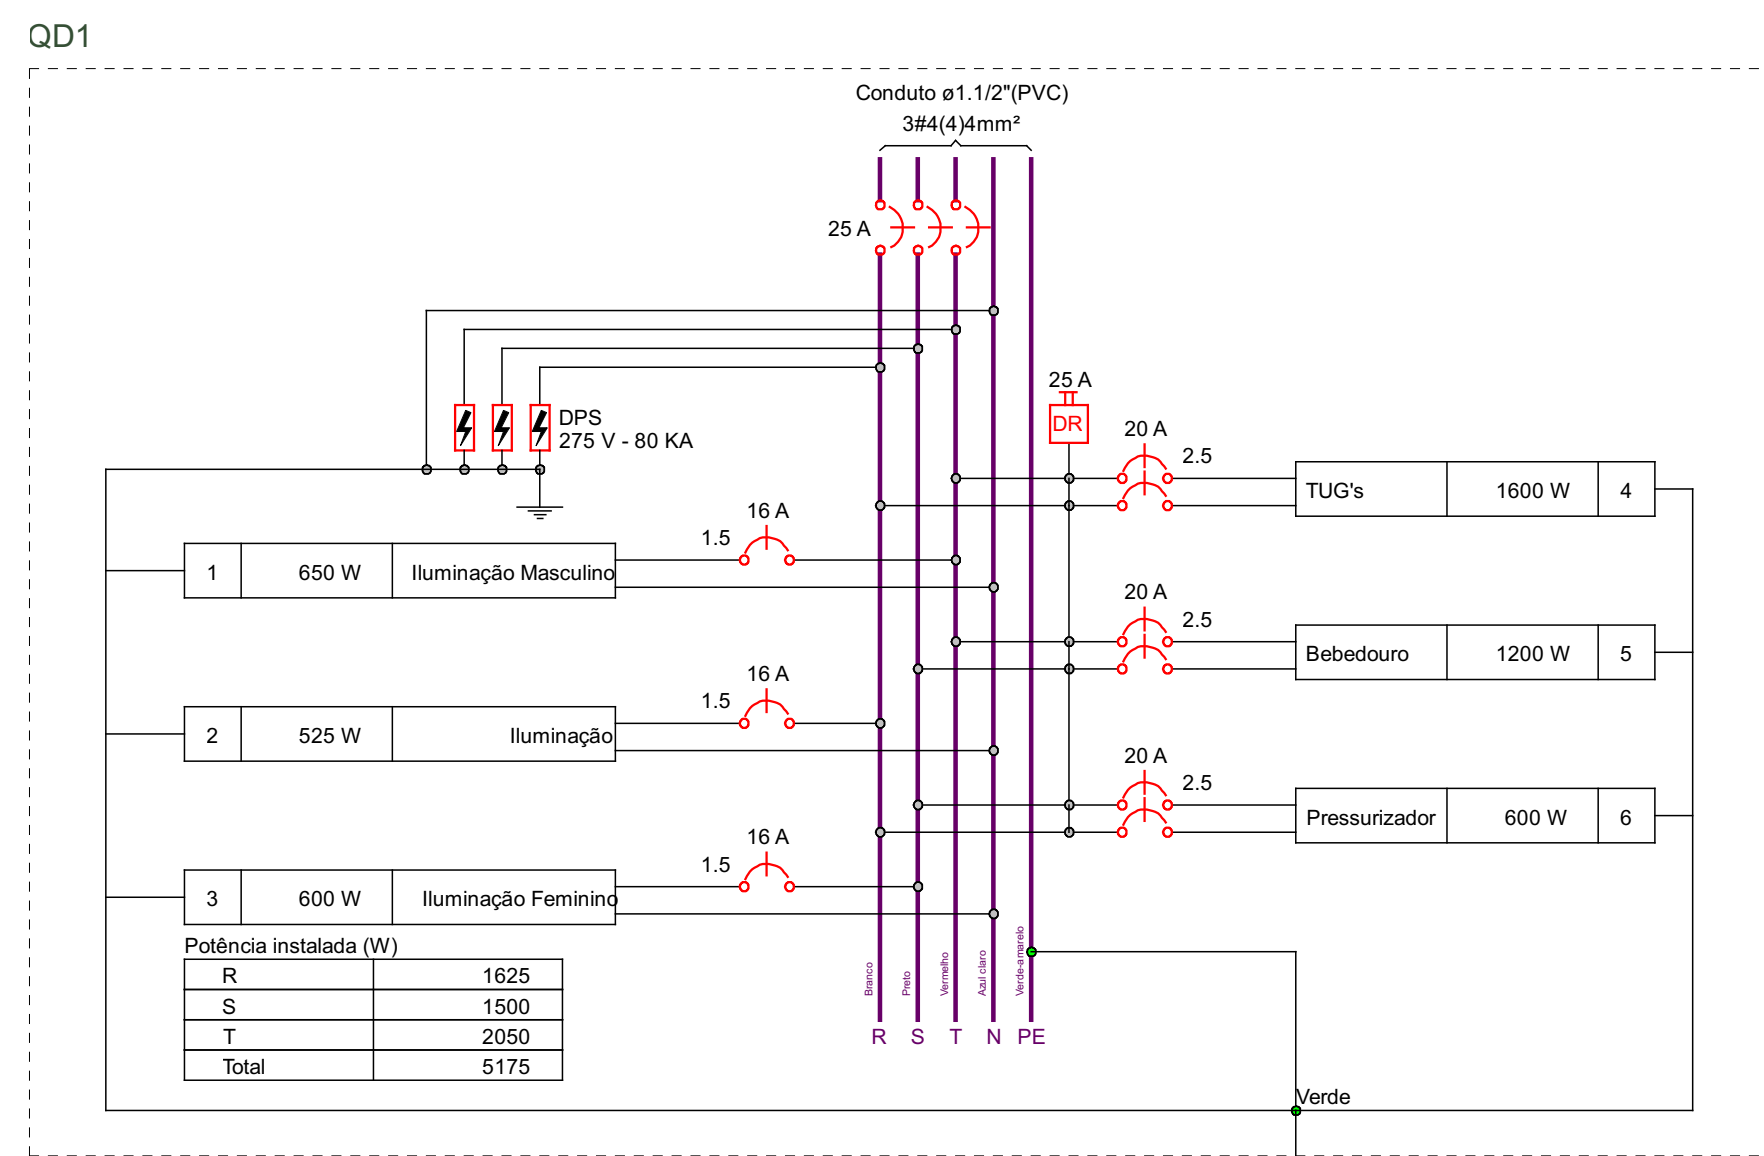 QD1
Conduto ø1.1/2"(PVC)
3#4(4)4mm²
25 A
25 A
DR
DPS
275 V - 80 KA
20 A
2.5
TUG's 1600 W 4
16 A
1.5
1 650 W Iluminação Masculino
20 A
2.5
Bebedouro 1200 W 5
16 A
1.5
2 525 W Iluminação
20 A
2.5
Pressurizador 600 W 6
16 A
1.5
3 600 W Iluminação Feminino
Potência instalada (W)
R 1625
S 1500
T 2050
Total 5175
Branco
Preto
Vermelho
Azul claro
Verde-amarelo
R S T N PE
Verde